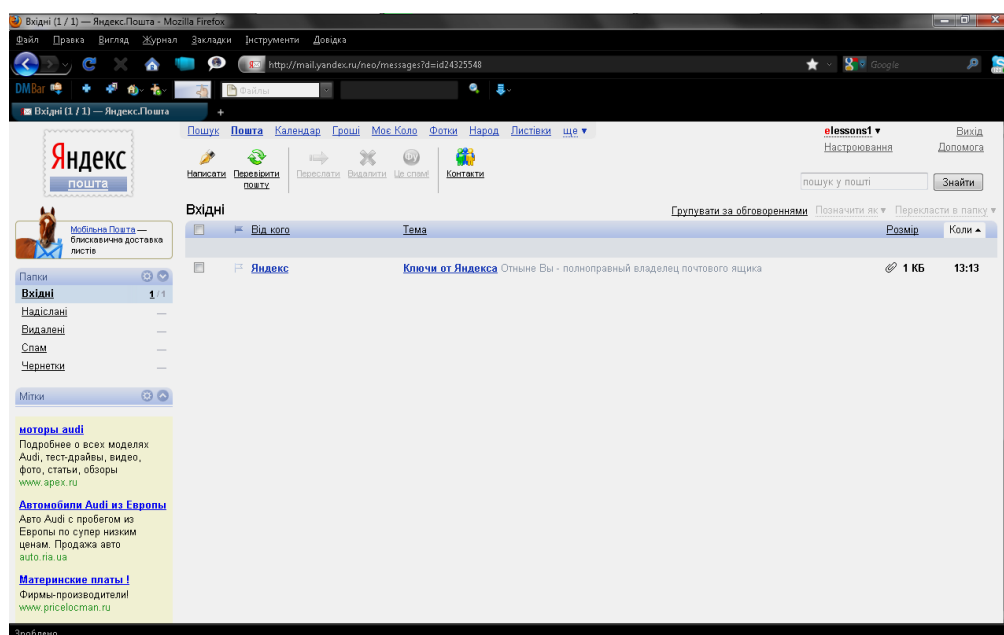 Вхідні (1 / 1) — Яндекс.Пошта - Mozilla Firefox
Файл Правка Вигляд Журнал Закладки Інструменти Довідка
http://mail.yandex.ru/neo/messages?d=id24325548 Google
DMBar Файлы
Вхідні (1 / 1) — Яндекс.Пошта +
Пошук Пошта Календар Гроші Моє Коло Фотки Народ Листівки ще ▼ elessons1 ▼ Вихід
Настроювання Допомога
Яндекс
пошта
Написати Перевірити пошту Переслати Видалити Це спам! Контакти
пошук у пошті Знайти
Вхідні
Групувати за обговореннями Позначити як ▼ Перекласти в папку ▼
Мобільна Пошта —
блискавична доставка
листів
Від кого Тема Розмір Коли ▲
Яндекс Ключи от Яндекса Отныне Вы - полноправный владелец почтового ящика 1 КБ 13:13
Папки
Вхідні 1 / 1
Надіслані —
Видалені —
Спам —
Чернетки —
Мітки
моторы audi
Подробнее о всех моделях
Audi, тест-драйвы, видео,
фото, статьи, обзоры
www.apex.ru
Автомобили Audi из Европы
Авто Audi с пробегом из
Европы по супер низким
ценам. Продажа авто
auto.ria.ua
Материнские платы !
Фирмы-производители!
www.pricelocman.ru
Зроблено